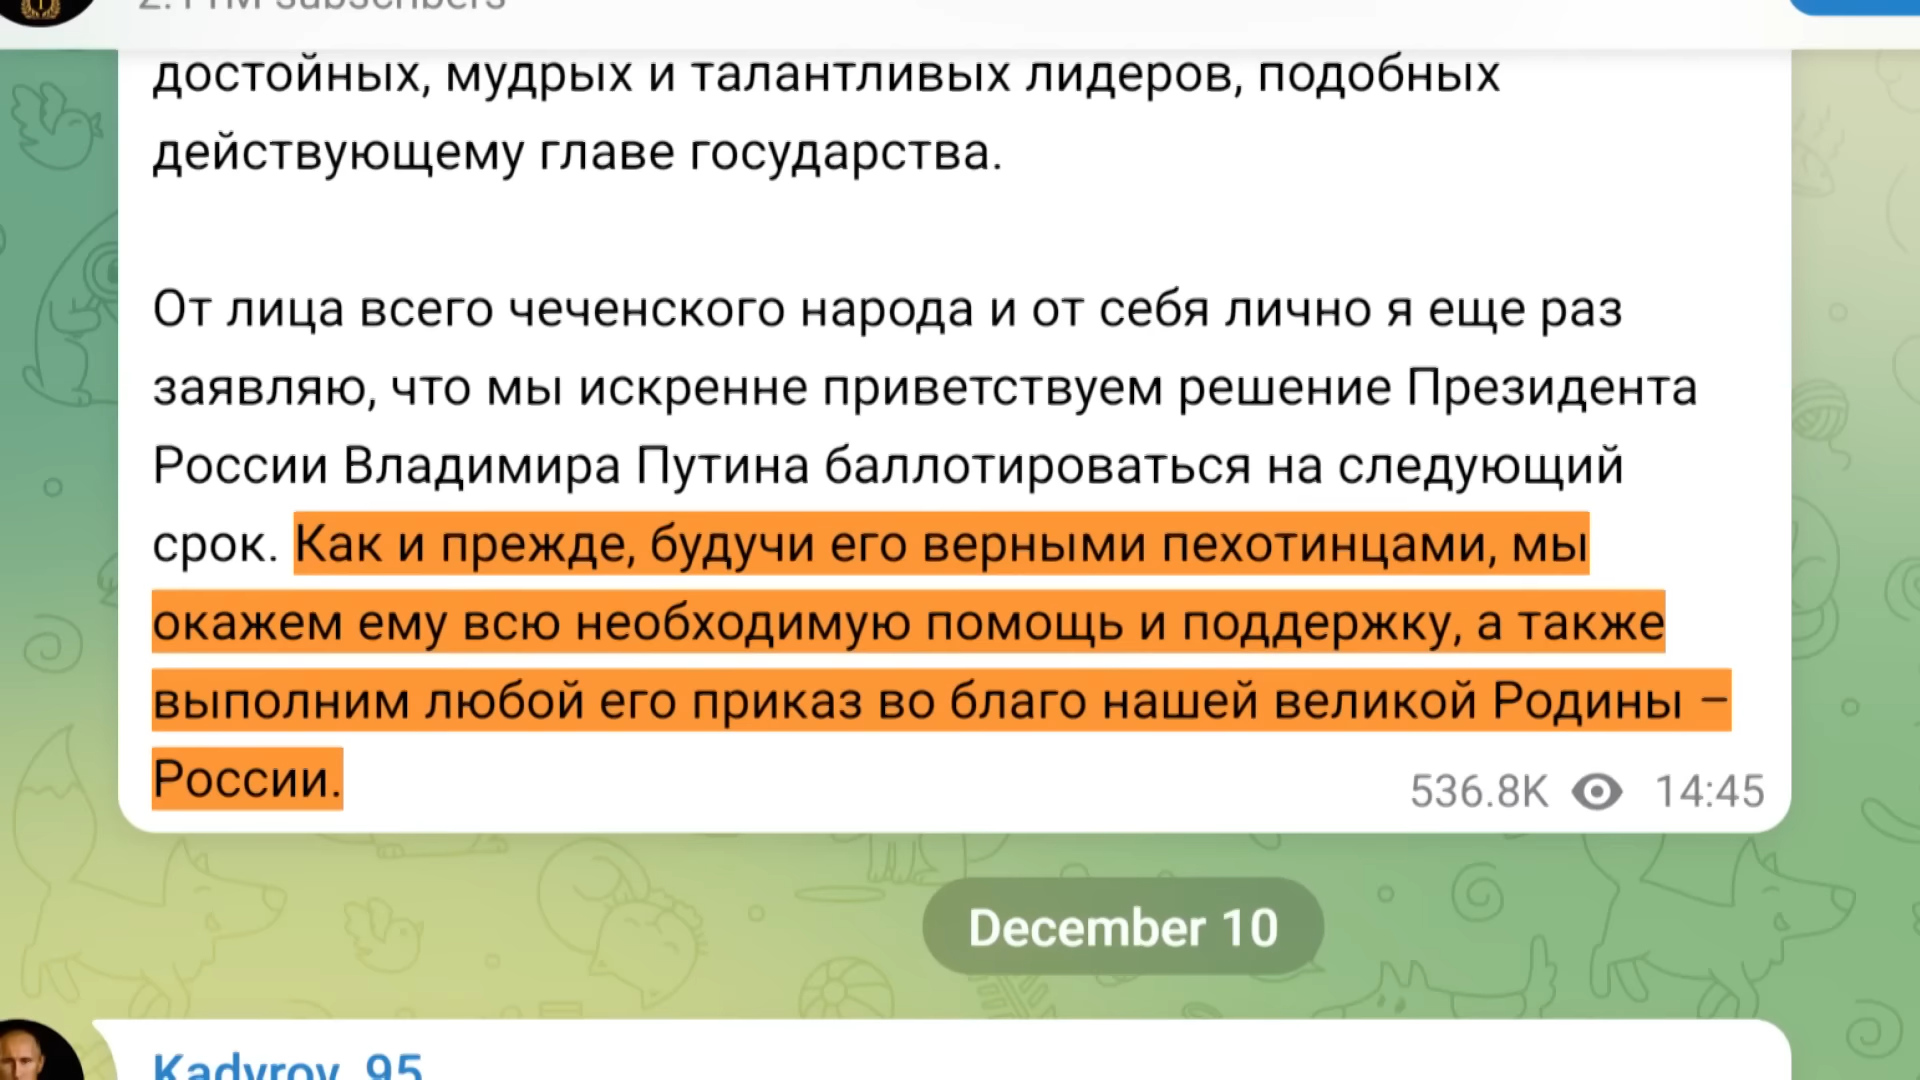 subscribers
достойных, мудрых и талантливых лидеров, подобных
действующему главе государства.
От лица всего чеченского народа и от себя лично я еще раз
заявляю, что мы искренне приветствуем решение Президента
России Владимира Путина баллотироваться на следующий
срок. Как и прежде, будучи его верными пехотинцами, мы
окажем ему всю необходимую помощь и поддержку, а также
выполним любой его приказ во благо нашей великой Родины –
России.
536.8K 14:45
December 10
Kadyrov_95